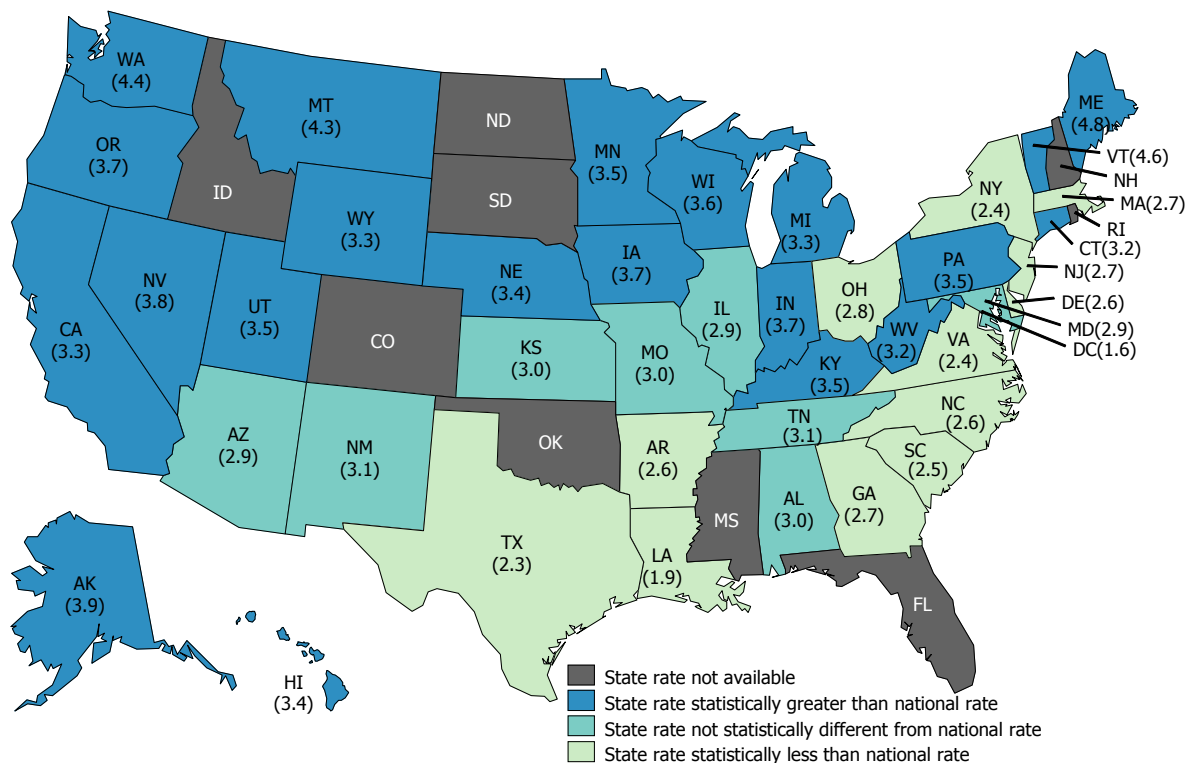 WA
(4.4)
MT
(4.3)
ND
ME
(4.8)
OR
(3.7)
MN
(3.5)
VT(4.6)
NH
ID
SD
WI
(3.6)
NY
(2.4)
MA(2.7)
WY
(3.3)
MI
(3.3)
RI
CT(3.2)
IA
(3.7)
PA
(3.5)
NJ(2.7)
NV
(3.8)
NE
(3.4)
UT
(3.5)
IL
(2.9)
IN
(3.7)
OH
(2.8)
DE(2.6)
CA
(3.3)
CO
WV
(3.2)
VA
(2.4)
MD(2.9)
DC(1.6)
KS
(3.0)
MO
(3.0)
KY
(3.5)
NC
(2.6)
TN
(3.1)
AZ
(2.9)
NM
(3.1)
OK
AR
(2.6)
SC
(2.5)
MS
AL
(3.0)
GA
(2.7)
TX
(2.3)
LA
(1.9)
AK
(3.9)
FL
HI
(3.4)
State rate not available
State rate statistically greater than national rate
State rate not statistically different from national rate
State rate statistically less than national rate